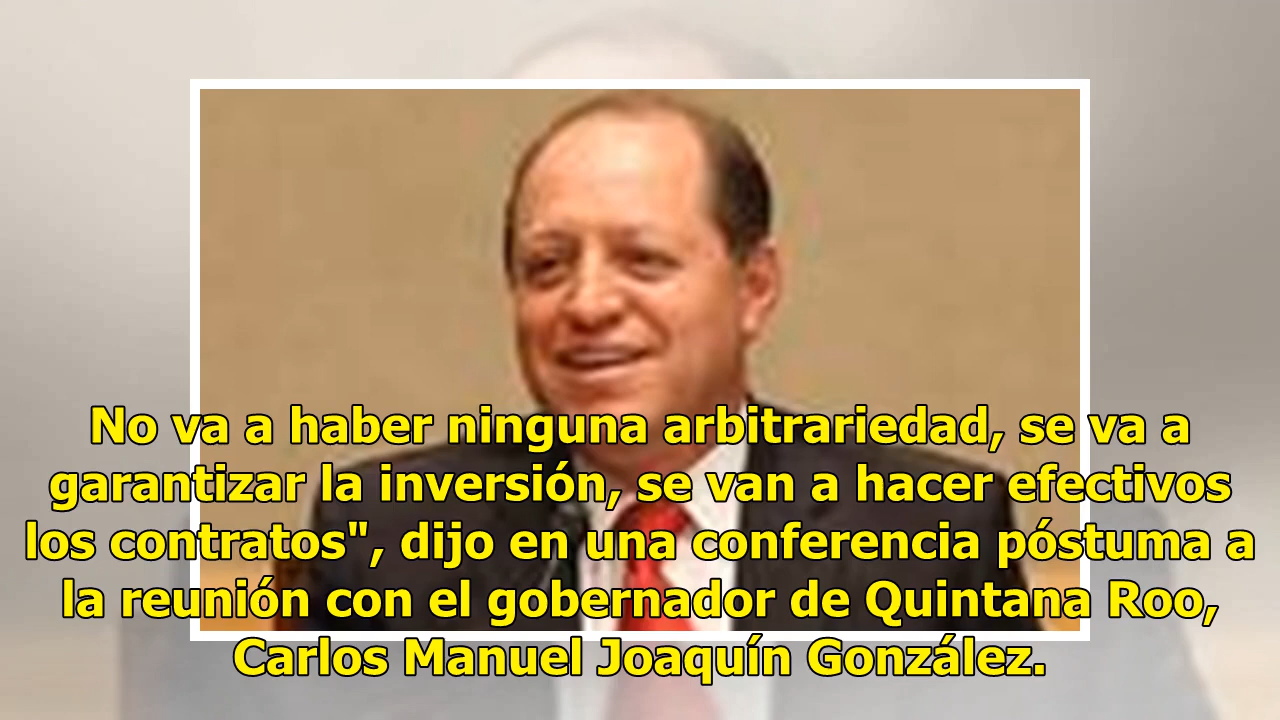 No va a haber ninguna arbitrariedad, se va a
garantizar la inversión, se van a hacer efectivos
los contratos", dijo en una conferencia póstuma a
la reunión con el gobernador de Quintana Roo,
Carlos Manuel Joaquín González.